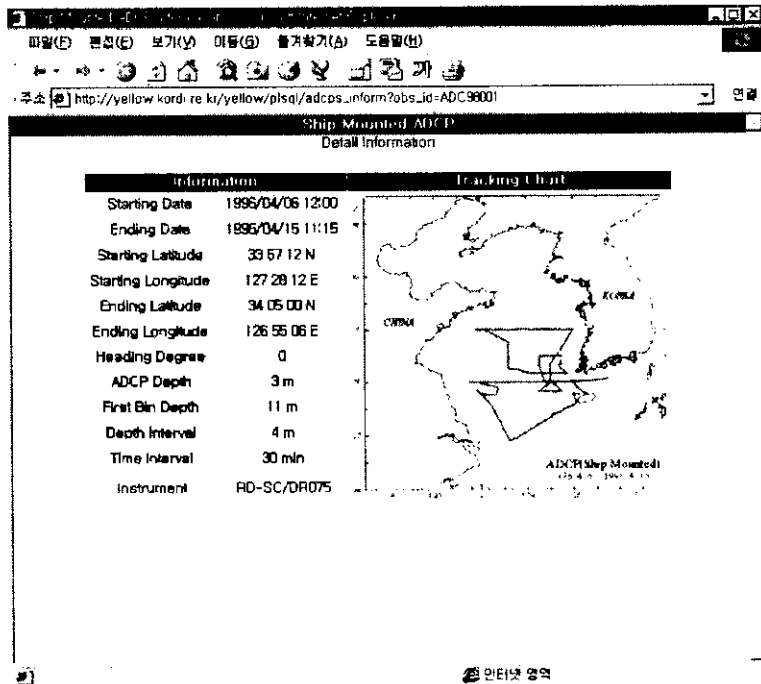 파일(F) 편집(E) 보기(V) 이동(G) 즐겨찾기(A) 도움말(H)
주소 http://yellow.kordi.re.kr/yellow/plsql/adcps_inform?obs_id=ADC98001 연결
Ship Mounted ADCP
Detail Information
Information Tracking Chart
Starting Date 1996/04/06 12:00
Ending Date 1996/04/15 11:15
Starting Latitude 33 57 12 N
Starting Longitude 127 28 12 E
Ending Latitude 34 05 00 N
Ending Longitude 126 55 06 E
Heading Degree 0
ADCP Depth 3 m
First Bin Depth 11 m
Depth Interval 4 m
Time Interval 30 min
Instrument RD-SC/DR075
KOREA
CHINA
ADCP(Ship Mounted)
인터넷 영역